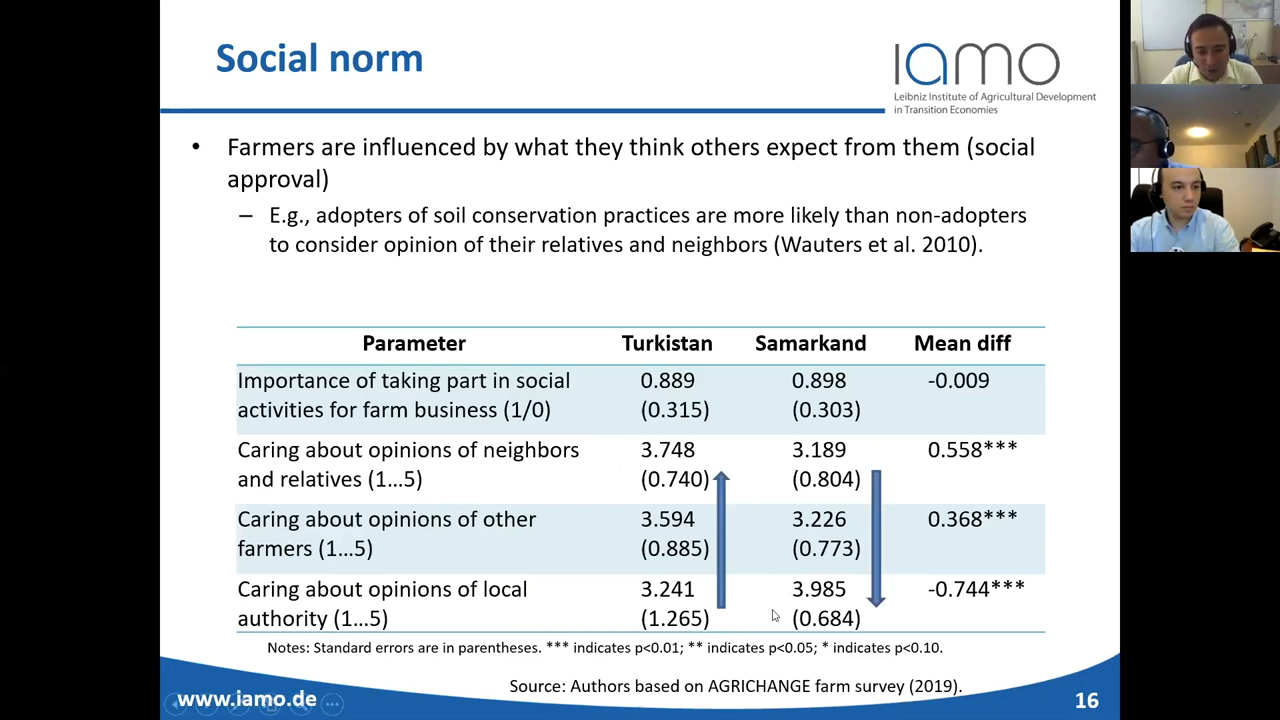 Social norm
iamo
Leibniz Institute of Agricultural Development
in Transition Economies
• Farmers are influenced by what they think others expect from them (social
approval)
– E.g., adopters of soil conservation practices are more likely than non-adopters
to consider opinion of their relatives and neighbors (Wauters et al. 2010).
Parameter Turkistan Samarkand Mean diff
Importance of taking part in social 0.889 0.898 -0.009
activities for farm business (1/0) (0.315) (0.303)
Caring about opinions of neighbors 3.748 3.189 0.558***
and relatives (1…5) (0.740) (0.804)
Caring about opinions of other 3.594 3.226 0.368***
farmers (1…5) (0.885) (0.773)
Caring about opinions of local 3.241 3.985 -0.744***
authority (1…5) (1.265) (0.684)
Notes: Standard errors are in parentheses. *** indicates p<0.01; ** indicates p<0.05; * indicates p<0.10.
Source: Authors based on AGRICHANGE farm survey (2019).
www.iamo.de 16